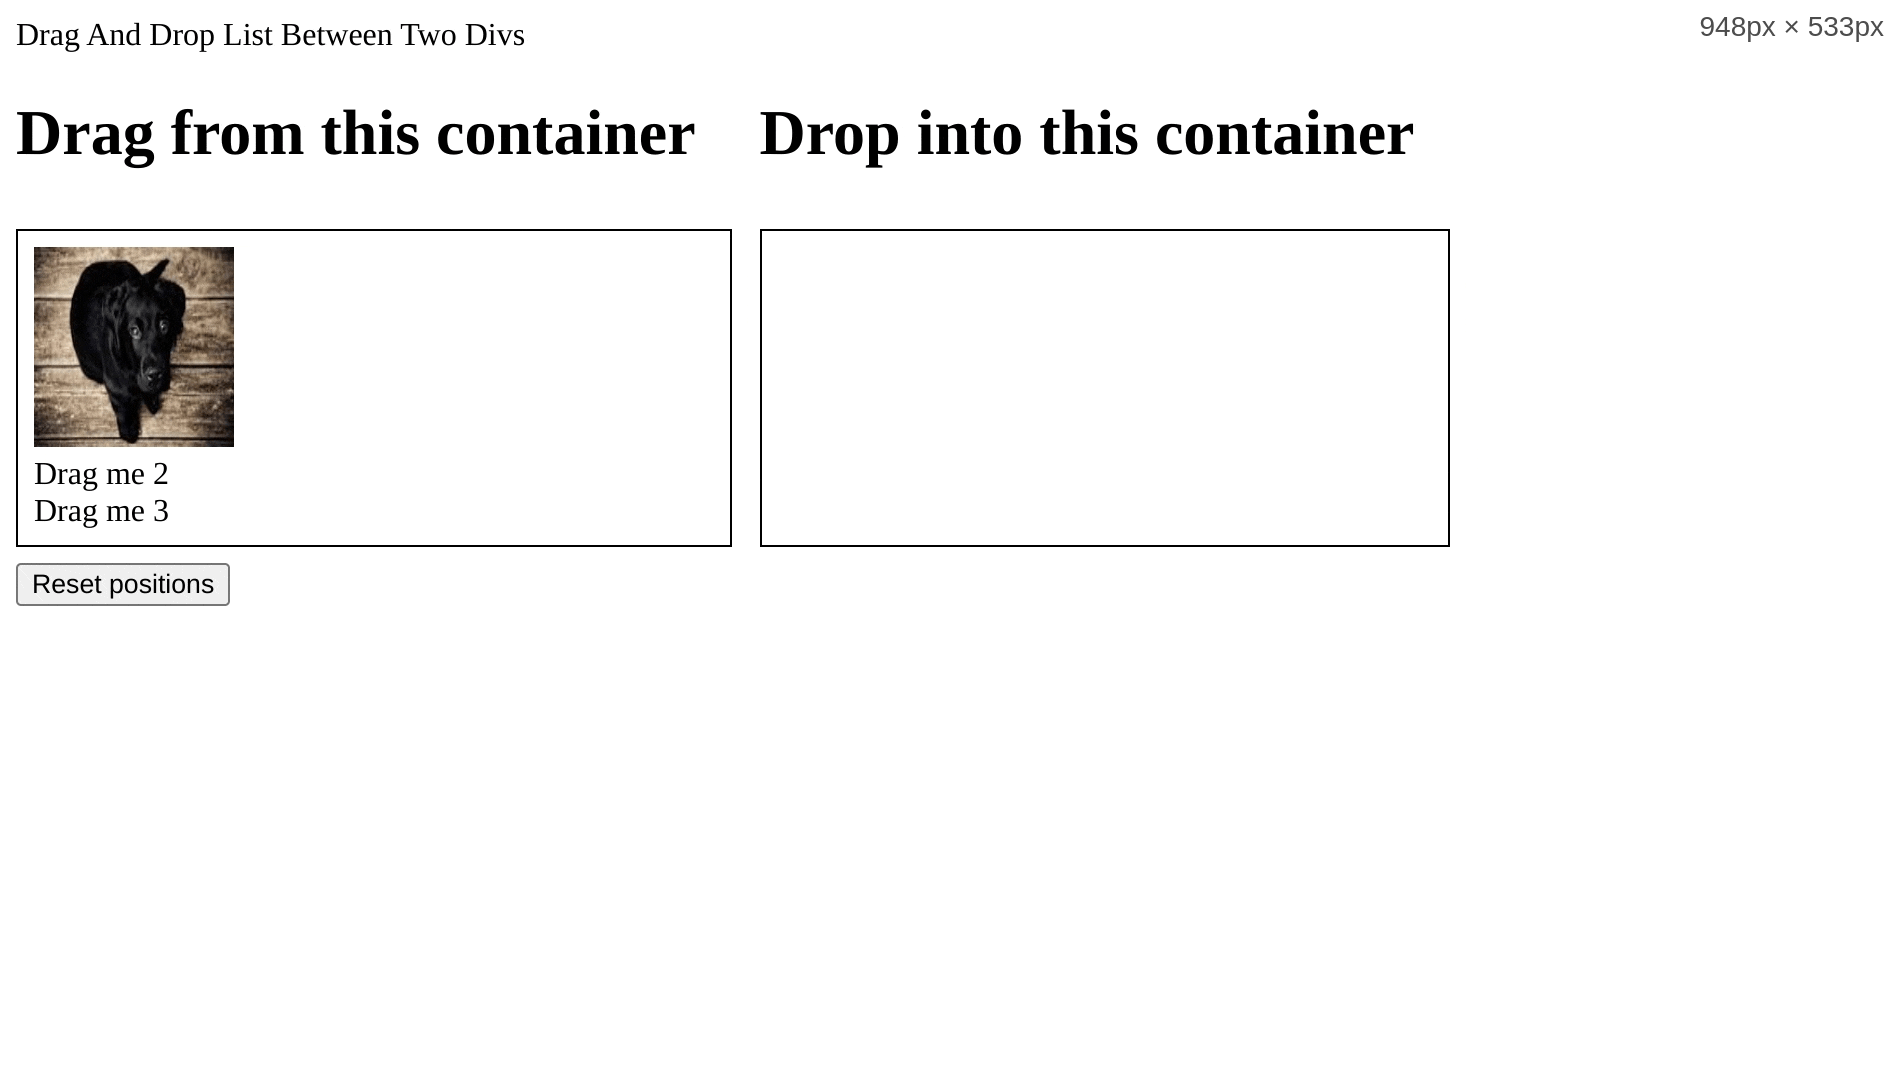 Drag And Drop List Between Two Divs
948px × 533px
Drag from this container
Drop into this container
Drag me 2
Drag me 3
Reset positions